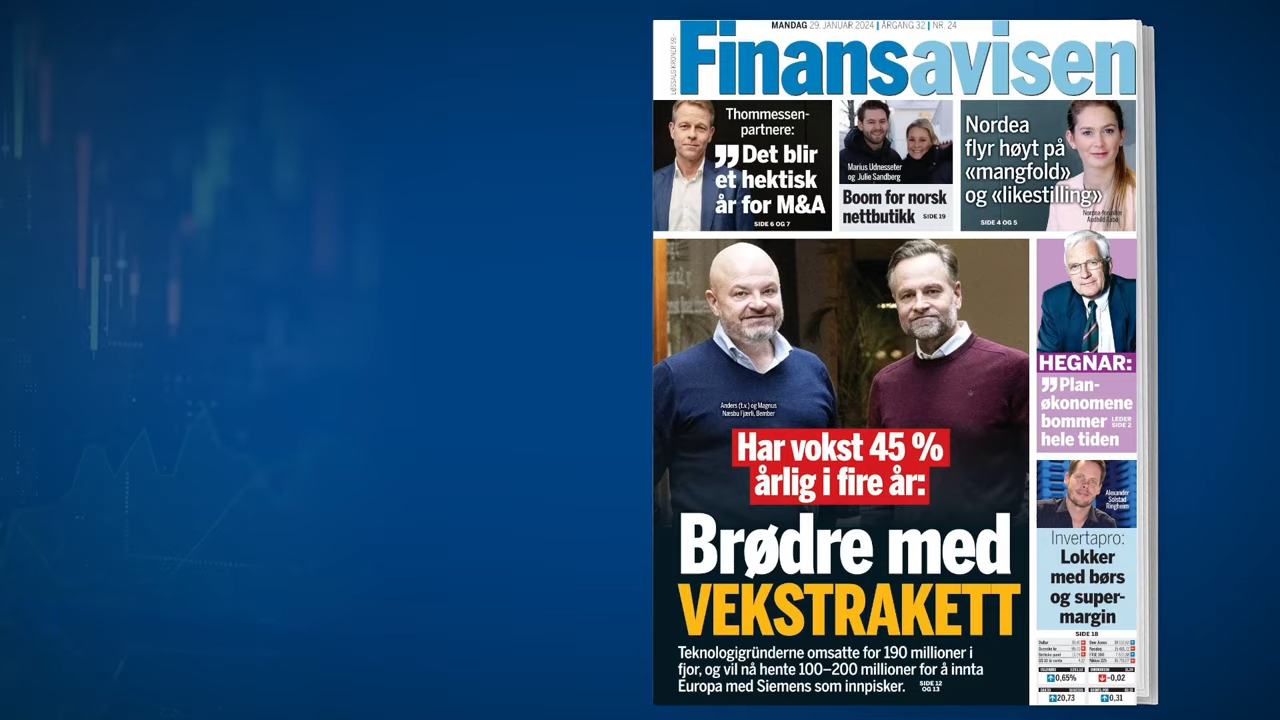 MANDAG 29. JANUAR 2024 | ÅRGANG 32 | NR. 24
LØSSALG KRONER 59,-
Finansavisen
Thommessen-
partnere:
”Det blir
et hektisk
år for M&A
SIDE 6 OG 7
Marius Udnesseter
og Julie Sandberg
Boom for norsk
nettbutikk SIDE 19
Nordea
flyr høyt på
«mangfold»
og «likestilling»
SIDE 4 OG 5
Anders (t.v.) og Magnus
Næsbu Fjærli, Bember
Har vokst 45 %
årlig i fire år:
Brødre med
VEKSTRAKETT
Teknologigründerne omsatte for 190 millioner i
fjor, og vil nå hente 100–200 millioner for å innta
Europa med Siemens som innpisker. SIDE 12
OG 13
HEGNAR:
”Plan-
økonomene
bommer LEDER
SIDE 2
hele tiden
Alexander
Solstad
Ringheim
Invertapro:
Lokker
med børs
og super-
margin
SIDE 18
0,65%
-0,02
20,73
0,31